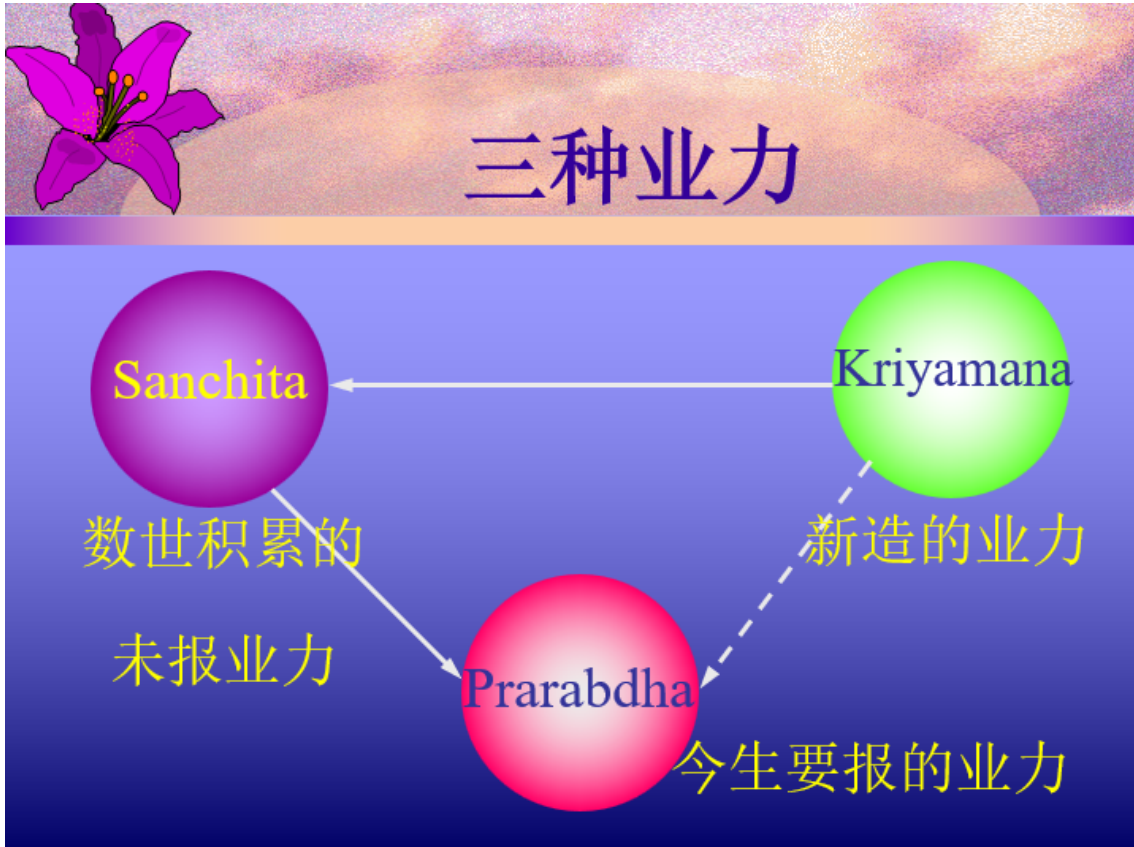 三种业力
Sanchita
Kriyamana
数世积累的
未报业力
新造的业力
Prarabdha
今生要报的业力